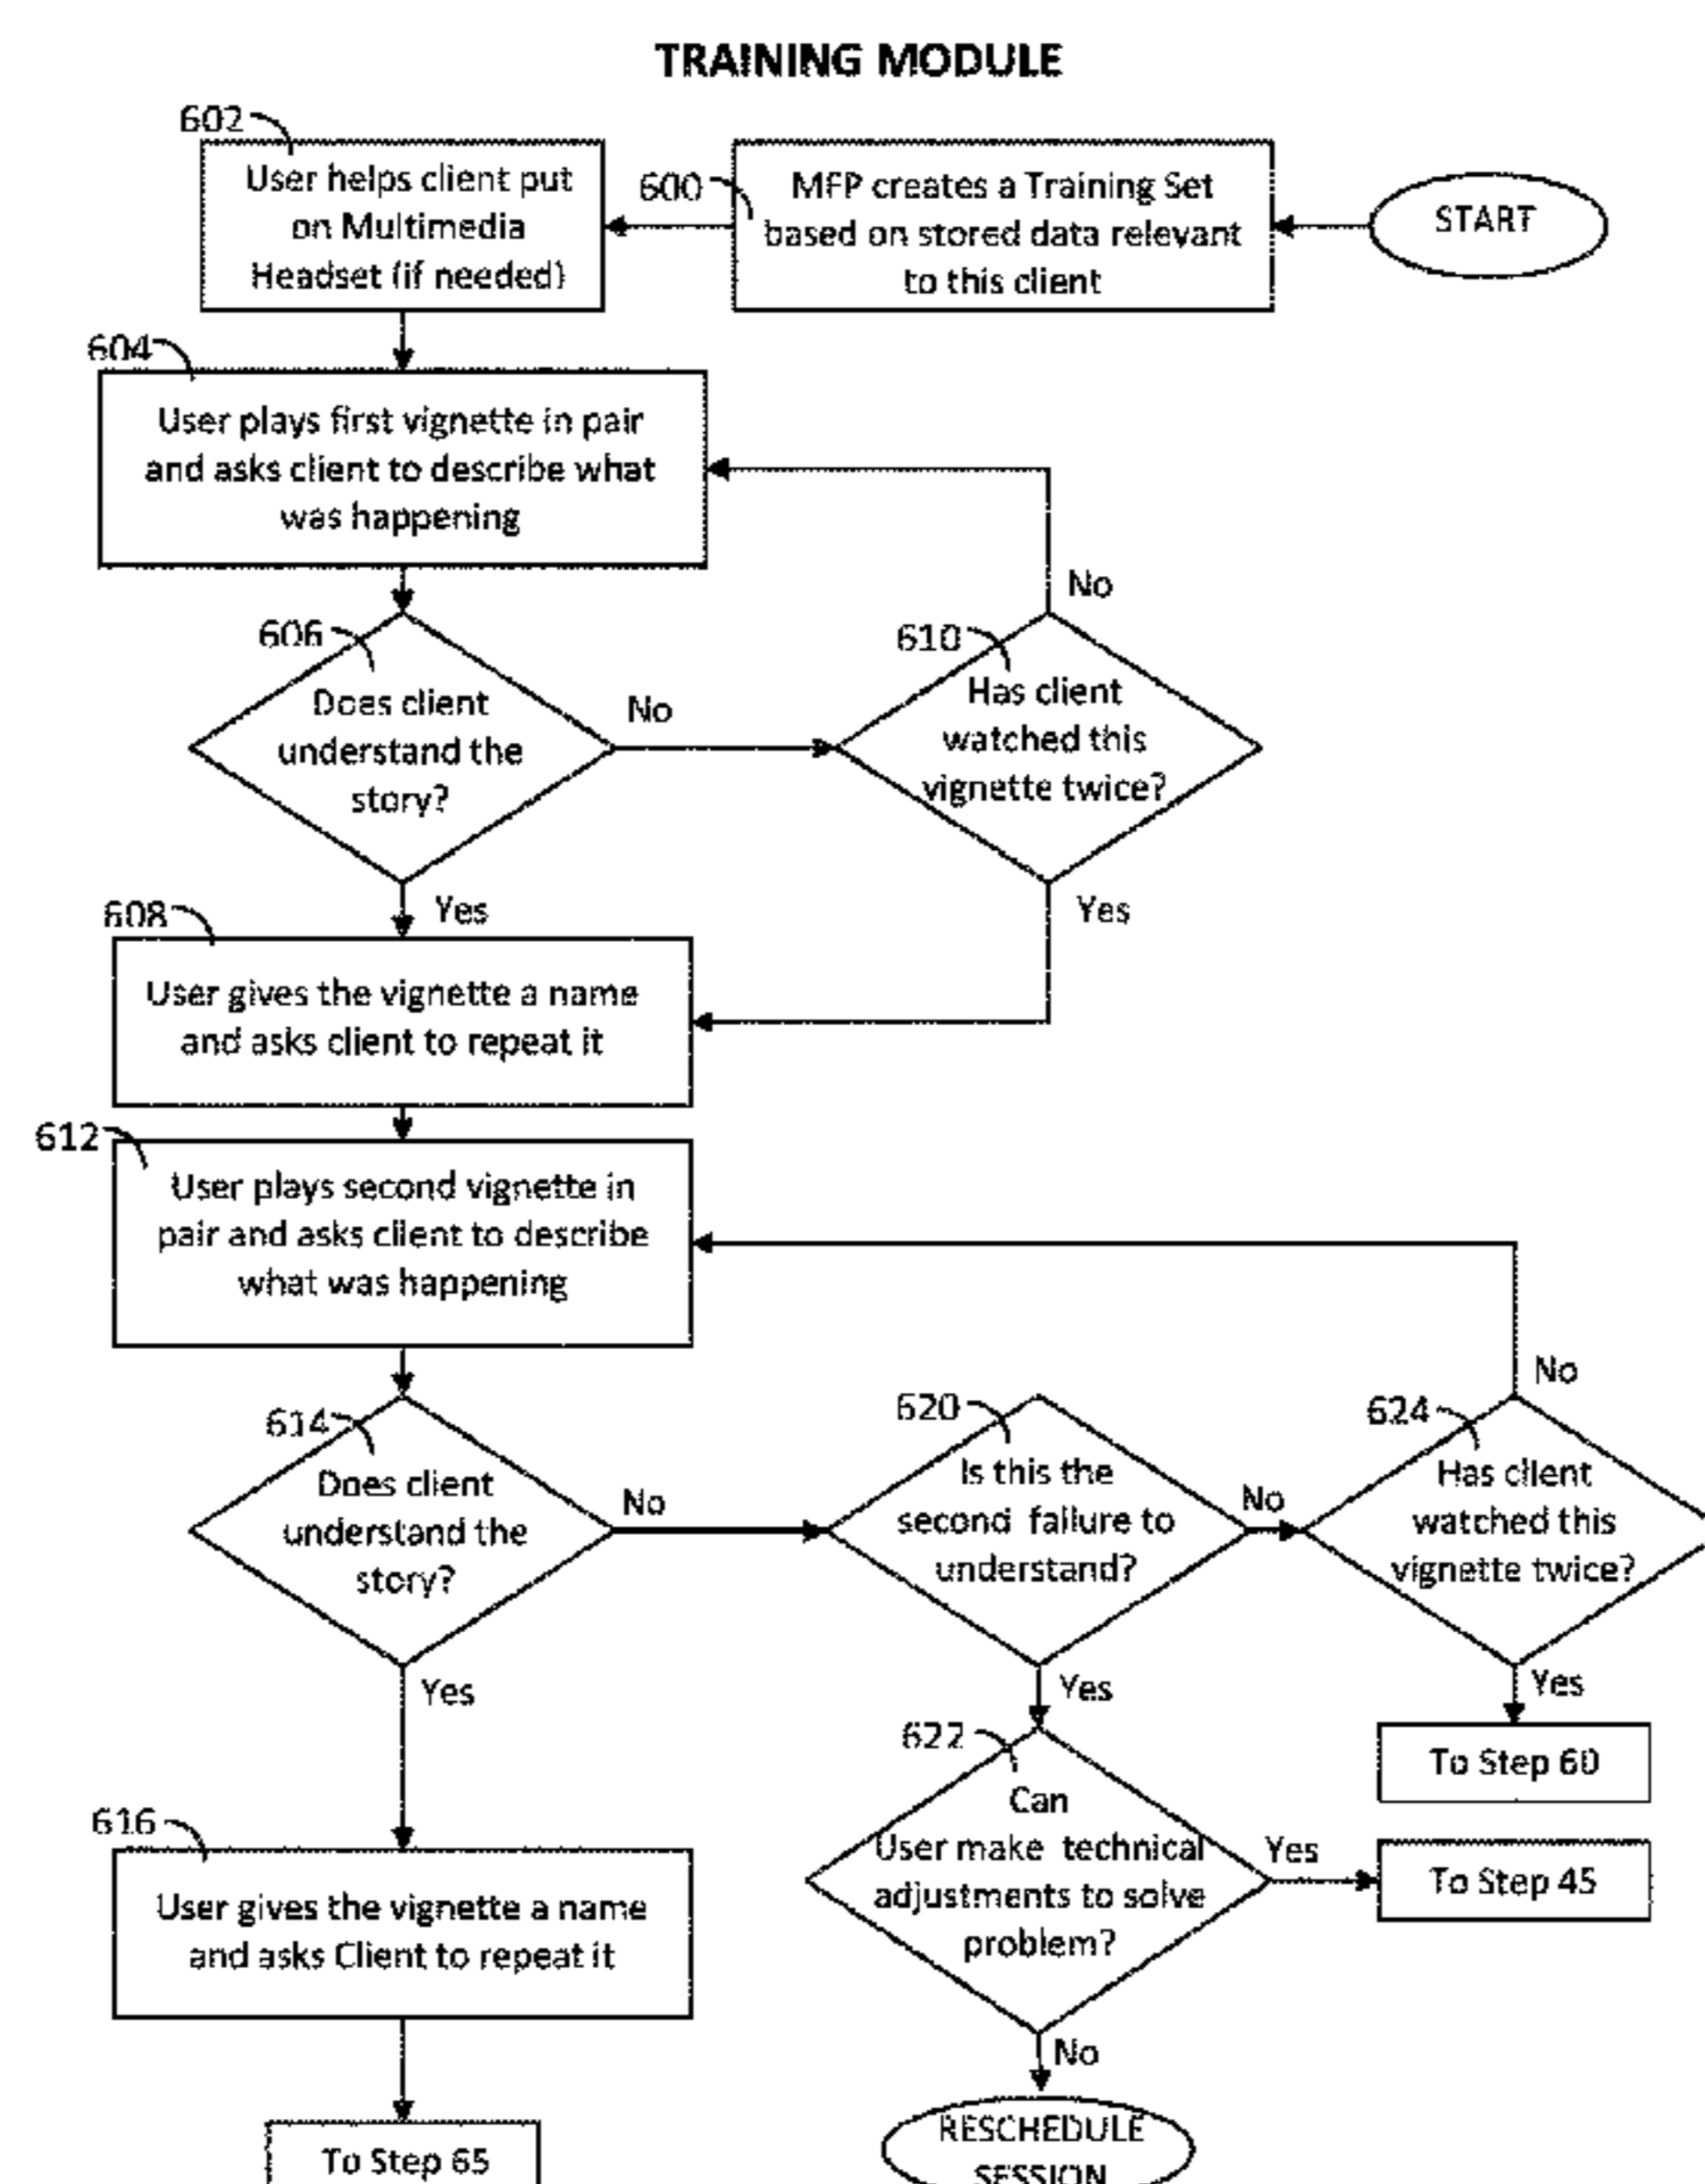 TRAINING MODULE
602
User helps client put
on Multimedia
Headset (if needed)
600
MFP creates a Training Set
based on stored data relevant
to this client
START
604
User plays first vignette in pair
and asks client to describe what
was happening
606
Does client
understand the
story?
No
610
Has client
watched this
vignette twice?
No
Yes
Yes
608
User gives the vignette a name
and asks client to repeat it
612
User plays second vignette in
pair and asks client to describe
what was happening
614
Does client
understand the
story?
No
620
Is this the
second failure to
understand?
No
624
Has client
watched this
vignette twice?
No
Yes
Yes
Yes
To Step 60
622
Can
User make technical
adjustments to solve
problem?
Yes
To Step 45
616
User gives the vignette a name
and asks Client to repeat it
No
RESCHEDULE
SESSION
To Step 65